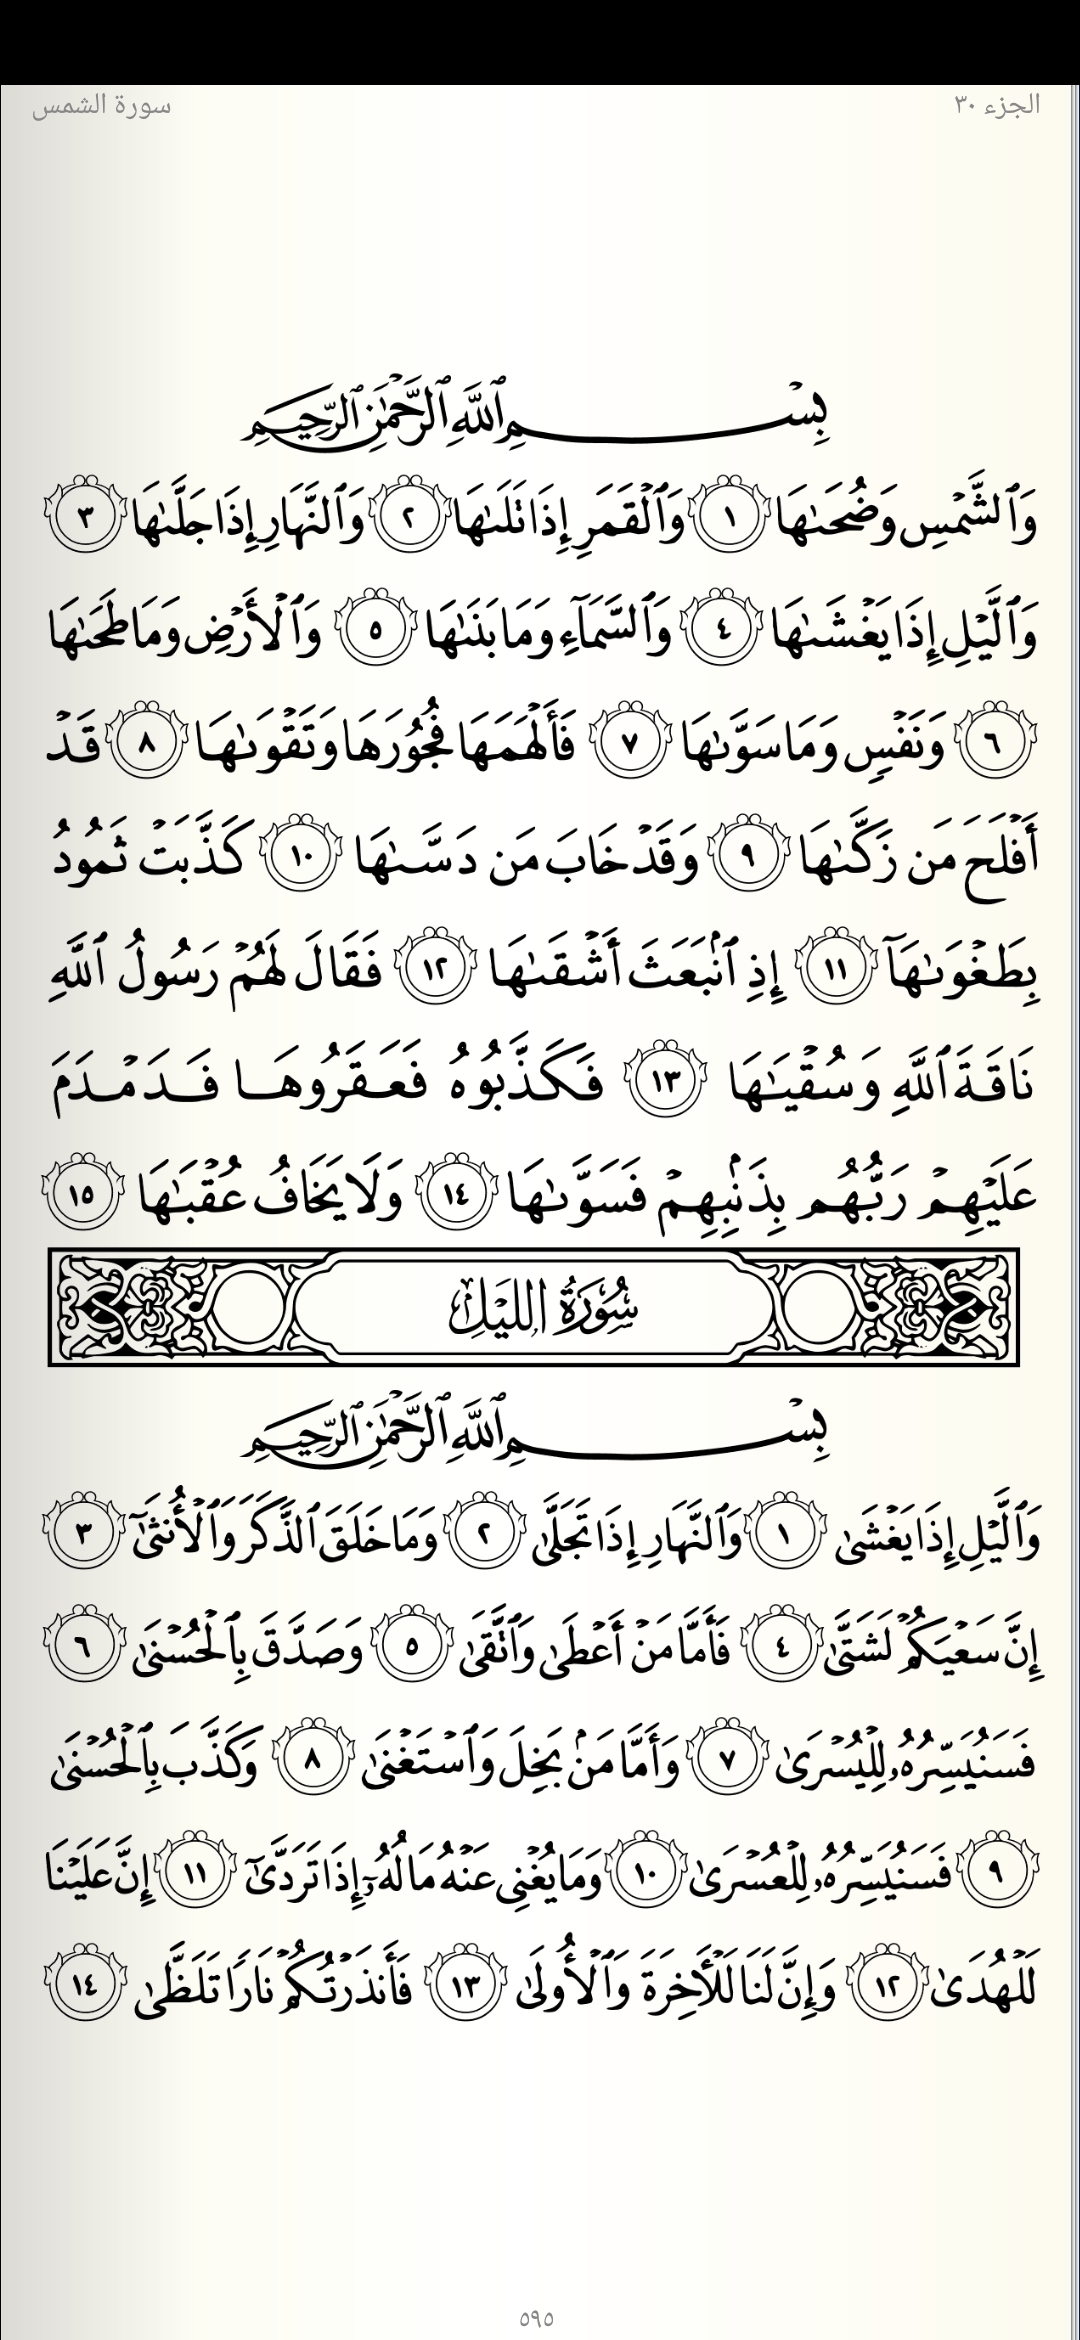 الجزء ٣٠
سورة الشمس
بِسْمِ ٱللَّهِ ٱلرَّحْمَٰنِ ٱلرَّحِيمِ
وَٱلشَّمْسِ وَضُحَىٰهَا ١ وَٱلْقَمَرِ إِذَا تَلَىٰهَا ٢ وَٱلنَّهَارِ إِذَا جَلَّىٰهَا ٣
وَٱلَّيْلِ إِذَا يَغْشَىٰهَا ٤ وَٱلسَّمَآءِ وَمَا بَنَىٰهَا ٥ وَٱلْأَرْضِ وَمَا طَحَىٰهَا
٦ وَنَفْسٍ وَمَا سَوَّىٰهَا ٧ فَأَلْهَمَهَا فُجُورَهَا وَتَقْوَىٰهَا ٨ قَدْ
أَفْلَحَ مَن زَكَّىٰهَا ٩ وَقَدْ خَابَ مَن دَسَّىٰهَا ١٠ كَذَّبَتْ ثَمُودُ
بِطَغْوَىٰهَآ ١١ إِذِ ٱنۢبَعَثَ أَشْقَىٰهَا ١٢ فَقَالَ لَهُمْ رَسُولُ ٱللَّهِ
نَاقَةَ ٱللَّهِ وَسُقْيَٰهَا ١٣ فَكَذَّبُوهُ فَعَقَرُوهَا فَدَمْدَمَ
عَلَيْهِمْ رَبُّهُم بِذَنۢبِهِمْ فَسَوَّىٰهَا ١٤ وَلَا يَخَافُ عُقْبَٰهَا ١٥
سُورَةُ اللَّيْلِ
بِسْمِ ٱللَّهِ ٱلرَّحْمَٰنِ ٱلرَّحِيمِ
وَٱلَّيْلِ إِذَا يَغْشَىٰ ١ وَٱلنَّهَارِ إِذَا تَجَلَّىٰ ٢ وَمَا خَلَقَ ٱلذَّكَرَ وَٱلْأُنثَىٰٓ ٣
إِنَّ سَعْيَكُمْ لَشَتَّىٰ ٤ فَأَمَّا مَنْ أَعْطَىٰ وَٱتَّقَىٰ ٥ وَصَدَّقَ بِٱلْحُسْنَىٰ ٦
فَسَنُيَسِّرُهُۥ لِلْيُسْرَىٰ ٧ وَأَمَّا مَنۢ بَخِلَ وَٱسْتَغْنَىٰ ٨ وَكَذَّبَ بِٱلْحُسْنَىٰ
٩ فَسَنُيَسِّرُهُۥ لِلْعُسْرَىٰ ١٠ وَمَا يُغْنِى عَنْهُ مَالُهُۥٓ إِذَا تَرَدَّىٰٓ ١١ إِنَّ عَلَيْنَا
لَلْهُدَىٰ ١٢ وَإِنَّ لَنَا لَلْأَخِرَةَ وَٱلْأُولَىٰ ١٣ فَأَنذَرْتُكُمْ نَارًا تَلَظَّىٰ ١٤
٥٩٥